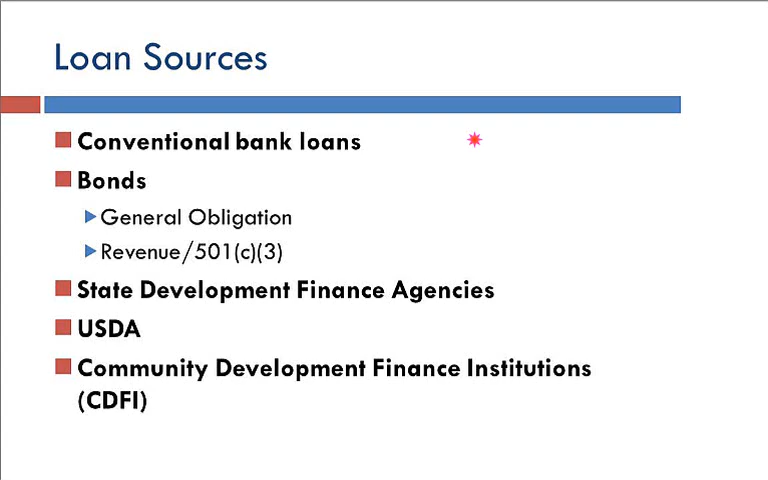 Loan Sources
Conventional bank loans
Bonds
General Obligation
Revenue/501(c)(3)
State Development Finance Agencies
USDA
Community Development Finance Institutions
(CDFI)